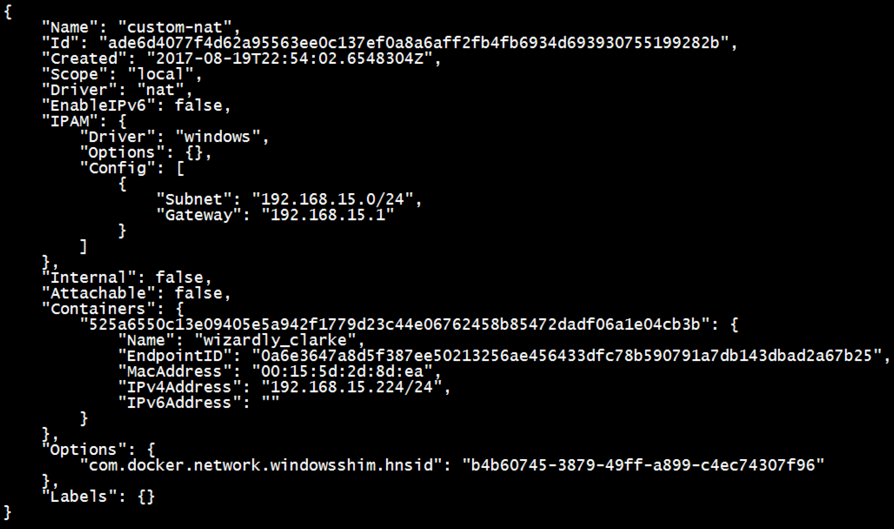 {
    "Name": "custom-nat",
    "Id": "ade6d4077f4d62a95563ee0c137ef0a8a6aff2fb4fb6934d693930755199282b",
    "Created": "2017-08-19T22:54:02.6548304Z",
    "Scope": "local",
    "Driver": "nat",
    "EnableIPv6": false,
    "IPAM": {
        "Driver": "windows",
        "Options": {},
        "Config": [
            {
                "Subnet": "192.168.15.0/24",
                "Gateway": "192.168.15.1"
            }
        ]
    },
    "Internal": false,
    "Attachable": false,
    "Containers": {
        "525a6550c13e09405e5a942f1779d23c44e06762458b85472dadf06a1e04cb3b": {
            "Name": "wizardly_clarke",
            "EndpointID": "0a6e3647a8d5f387ee50213256ae456433dfc78b590791a7db143dbad2a67b25",
            "MacAddress": "00:15:5d:2d:8d:ea",
            "IPv4Address": "192.168.15.224/24",
            "IPv6Address": ""
        }
    },
    "Options": {
        "com.docker.network.windowsshim.hnsid": "b4b60745-3879-49ff-a899-c4ec74307f96"
    },
    "Labels": {}
}